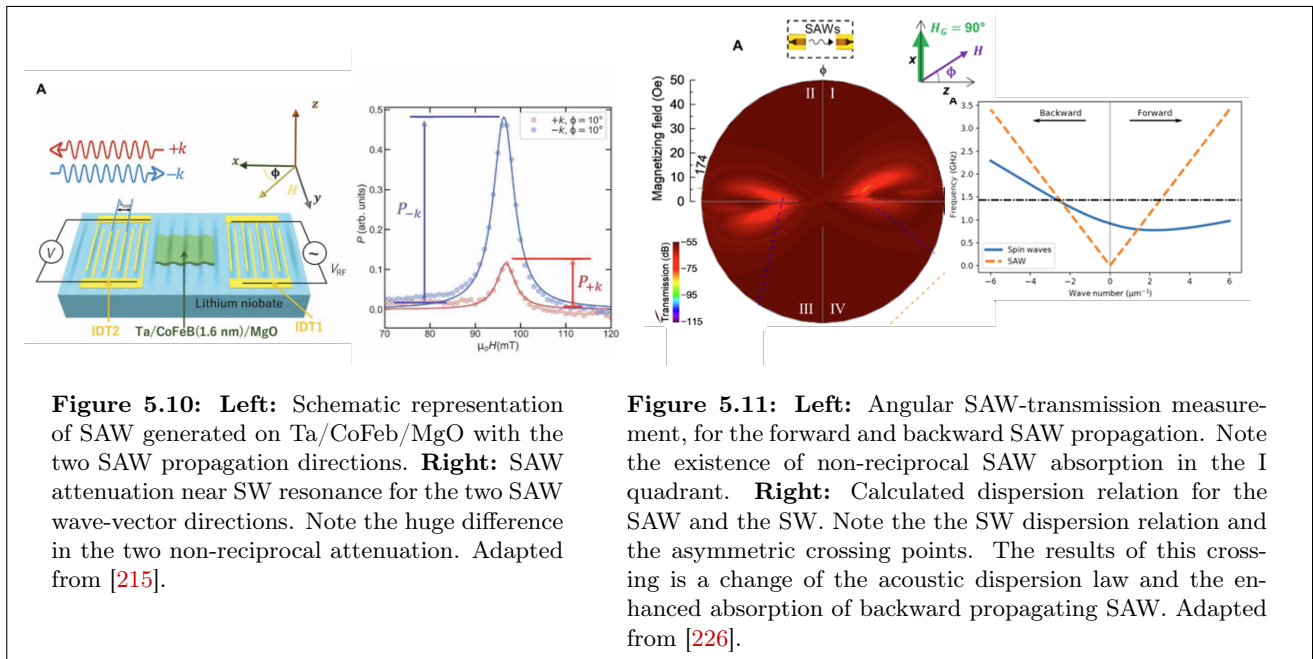 A
z
+k
-k
x
ϕ
H
y
V
V_RF
Lithium niobate
IDT2
IDT1
Ta/CoFeB(1.6 nm)/MgO
P (arb. units)
0.5
0.4
0.3
0.2
0.1
0.0
+k, ϕ = 10°
−k, ϕ = 10°
P−k
P+k
70 80 90 100 110 120
μ₀H(mT)
A
SAWs
ϕ
H_G = 90°
x
H
ϕ
z
Magnetizing field (Oe)
50
40
30
20
10
0
10
174
II I
III IV
Transmission (dB)
−55
−75
−95
−115
A
Backward
Forward
Frequency (GHz)
3.5
3.0
2.5
2.0
1.5
1.0
0.5
0.0
Spin waves
SAW
−6 −4 −2 0 2 4 6
Wave number (μm⁻¹)
Figure 5.10: Left: Schematic representation
of SAW generated on Ta/CoFeb/MgO with the
two SAW propagation directions. Right: SAW
attenuation near SW resonance for the two SAW
wave-vector directions. Note the huge difference
in the two non-reciprocal attenuation. Adapted
from [215].
Figure 5.11: Left: Angular SAW-transmission measure-
ment, for the forward and backward SAW propagation. Note
the existence of non-reciprocal SAW absorption in the I
quadrant. Right: Calculated dispersion relation for the
SAW and the SW. Note the the SW dispersion relation and
the asymmetric crossing points. The results of this cross-
ing is a change of the acoustic dispersion law and the en-
hanced absorption of backward propagating SAW. Adapted
from [226].